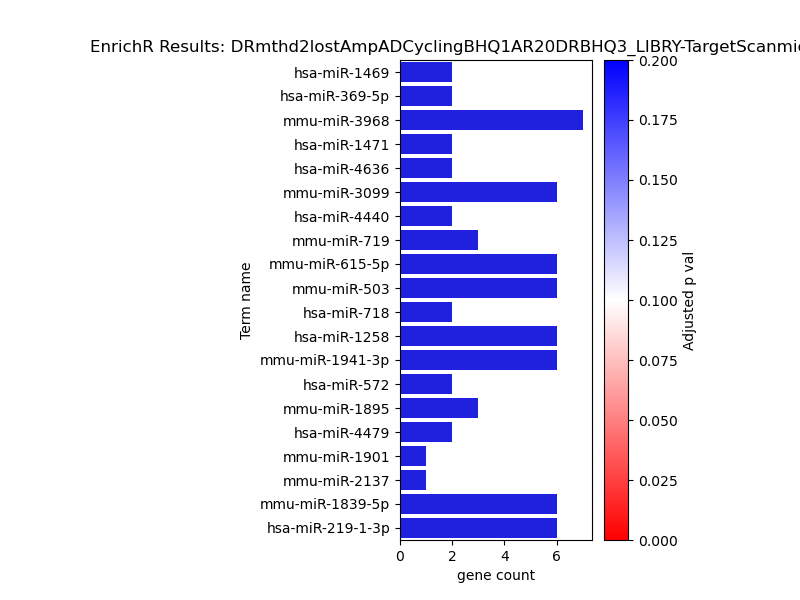 EnrichR Results: DRmthd2lostAmpADCyclingBHQ1AR20DRBHQ3_LIBRY-TargetScanmic
hsa-miR-1469
hsa-miR-369-5p
mmu-miR-3968
hsa-miR-1471
hsa-miR-4636
mmu-miR-3099
hsa-miR-4440
mmu-miR-719
mmu-miR-615-5p
mmu-miR-503
hsa-miR-718
hsa-miR-1258
mmu-miR-1941-3p
hsa-miR-572
mmu-miR-1895
hsa-miR-4479
mmu-miR-1901
mmu-miR-2137
mmu-miR-1839-5p
hsa-miR-219-1-3p
Term name
0 2 4 6
gene count
0.200
0.175
0.150
0.125
0.100
0.075
0.050
0.025
0.000
Adjusted p val